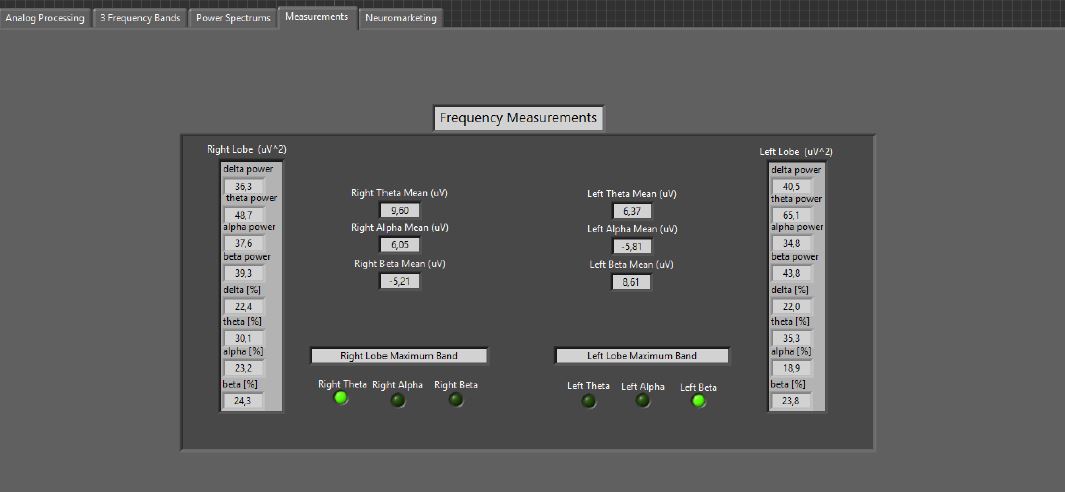 Analog Processing
3 Frequency Bands
Power Spectrums
Measurements
Neuromarketing
Frequency Measurements
Right Lobe (uV^2)
delta power
36,3
theta power
48,7
alpha power
37,6
beta power
39,3
delta [%]
22,4
theta [%]
30,1
alpha [%]
23,2
beta [%]
24,3
Right Theta Mean (uV)
9,60
Right Alpha Mean (uV)
6,05
Right Beta Mean (uV)
-5,21
Right Lobe Maximum Band
Right Theta
Right Alpha
Right Beta
Left Theta Mean (uV)
6,37
Left Alpha Mean (uV)
-5,81
Left Beta Mean (uV)
8,61
Left Lobe Maximum Band
Left Theta
Left Alpha
Left Beta
Left Lobe (uV^2)
delta power
40,5
theta power
65,1
alpha power
34,8
beta power
43,8
delta [%]
22,0
theta [%]
35,3
alpha [%]
18,9
beta [%]
23,8